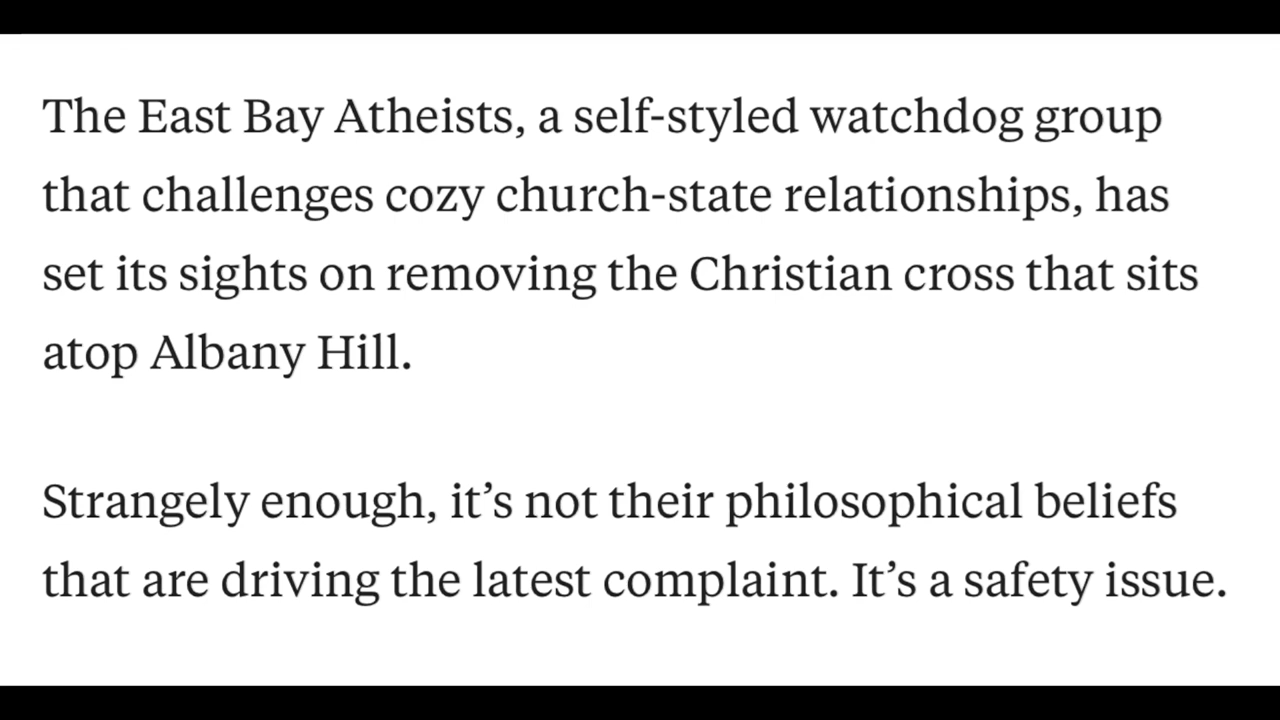 The East Bay Atheists, a self-styled watchdog group
that challenges cozy church-state relationships, has
set its sights on removing the Christian cross that sits
atop Albany Hill.
Strangely enough, it’s not their philosophical beliefs
that are driving the latest complaint. It’s a safety issue.